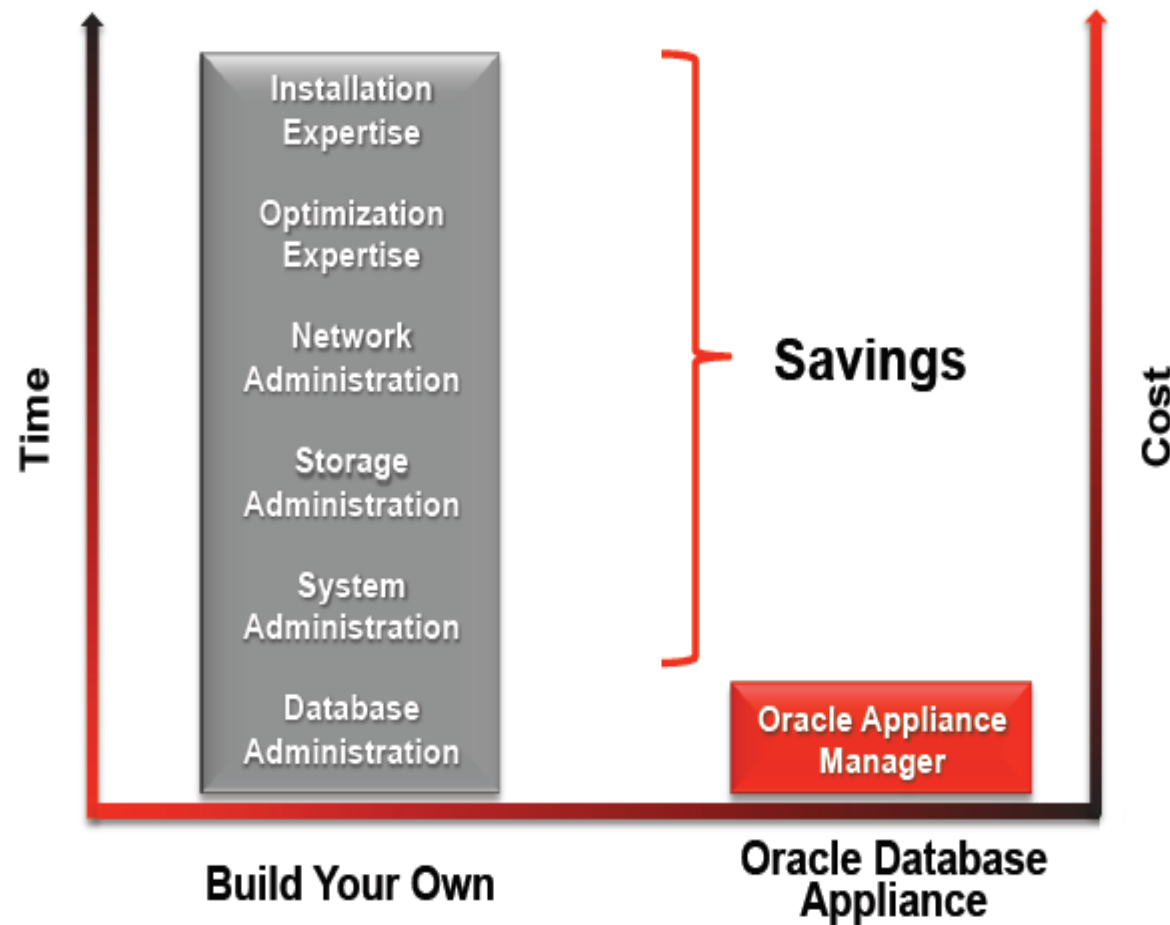 Time
Installation
Expertise
Optimization
Expertise
Network
Administration
Storage
Administration
System
Administration
Database
Administration
Savings
Oracle Appliance
Manager
Cost
Build Your Own
Oracle Database
Appliance